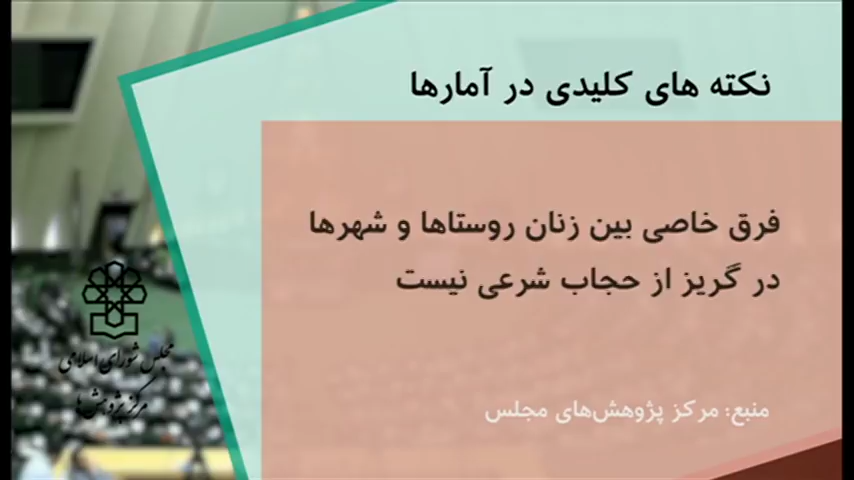 نکته های کلیدی در آمارها
فرق خاصی بین زنان روستاها و شهرها
در گریز از حجاب شرعی نیست
مجلس شورای اسلامی
مرکز پژوهش‌ها
منبع: مرکز پژوهش‌های مجلس